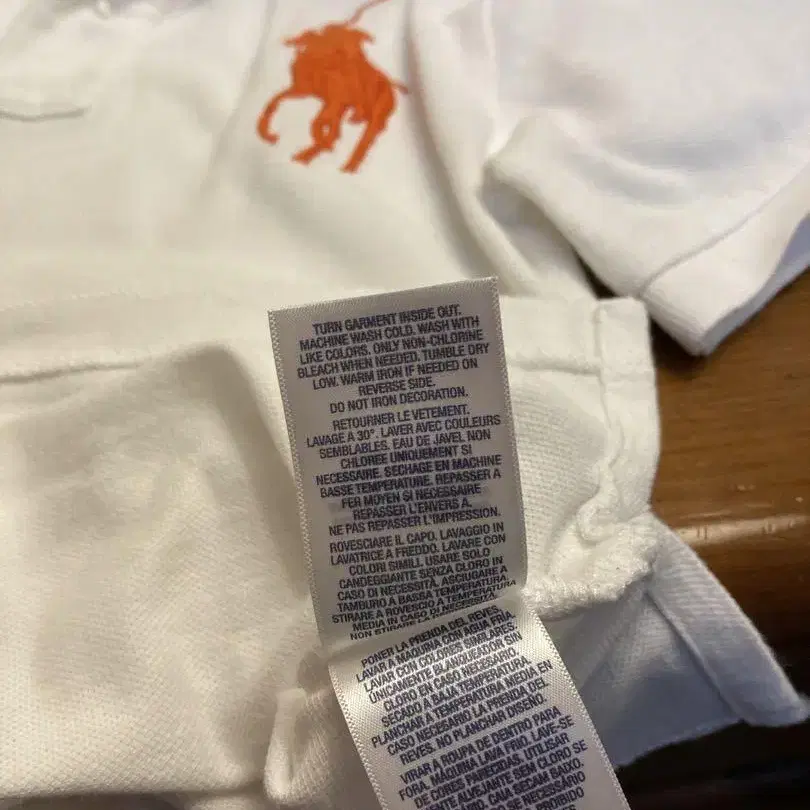 TURN GARMENT INSIDE OUT.
MACHINE WASH COLD. WASH WITH
LIKE COLORS. ONLY NON-CHLORINE
BLEACH WHEN NEEDED. TUMBLE DRY
LOW. WARM IRON IF NEEDED ON
REVERSE SIDE.
DO NOT IRON DECORATION.
RETOURNER LE VETEMENT.
LAVAGE A 30°. LAVER AVEC COULEURS
SEMBLABLES. EAU DE JAVEL NON
CHLOREE UNIQUEMENT SI
NECESSAIRE. SECHAGE EN MACHINE
BASSE TEMPERATURE. REPASSER A
FER MOYEN SI NECESSAIRE
REPASSER L'ENVERS A.
NE PAS REPASSER L'IMPRESSION.
ROVESCIARE IL CAPO. LAVAGGIO IN
LAVATRICE A FREDDO. LAVARE CON
COLORI SIMILI. USARE SOLO
CANDEGGIANTE SENZA CLORO IN
CASO DI NECESSITA. ASCIUGARE A
TAMBURO A BASSA TEMPERATURA
STIRARE A ROVESCIO A TEMPERATURA
MEDIA IN CASO DI NECESSITA.
NON STIRARE LA
PONER LA PRENDA DEL REVES.
LAVAR A MAQUINA CON AGUA FRIA.
LAVAR CON COLORES SIMILARES.
UNICAMENTE BLANQUEADOR SIN
CLORO EN CASO NECESARIO.
SECADO A BAJA TEMPERATURA.
PLANCHAR A TEMPERATURA MEDIA EN
CASO NECESARIO LA PRENDA DEL
REVES. NO PLANCHAR DISEÑO.
VIRAR A ROUPA DE DENTRO PARA
FORA. MAQUINA LAVA FRIO. LAVE-SE
DE CORES PARECIDAS. UTILIZAR
ALVEJANTE SEM CLORO SE
NECESSARIO. CAIA SECAM BAIXO.
NECESSÁRIO
PROIBIDO